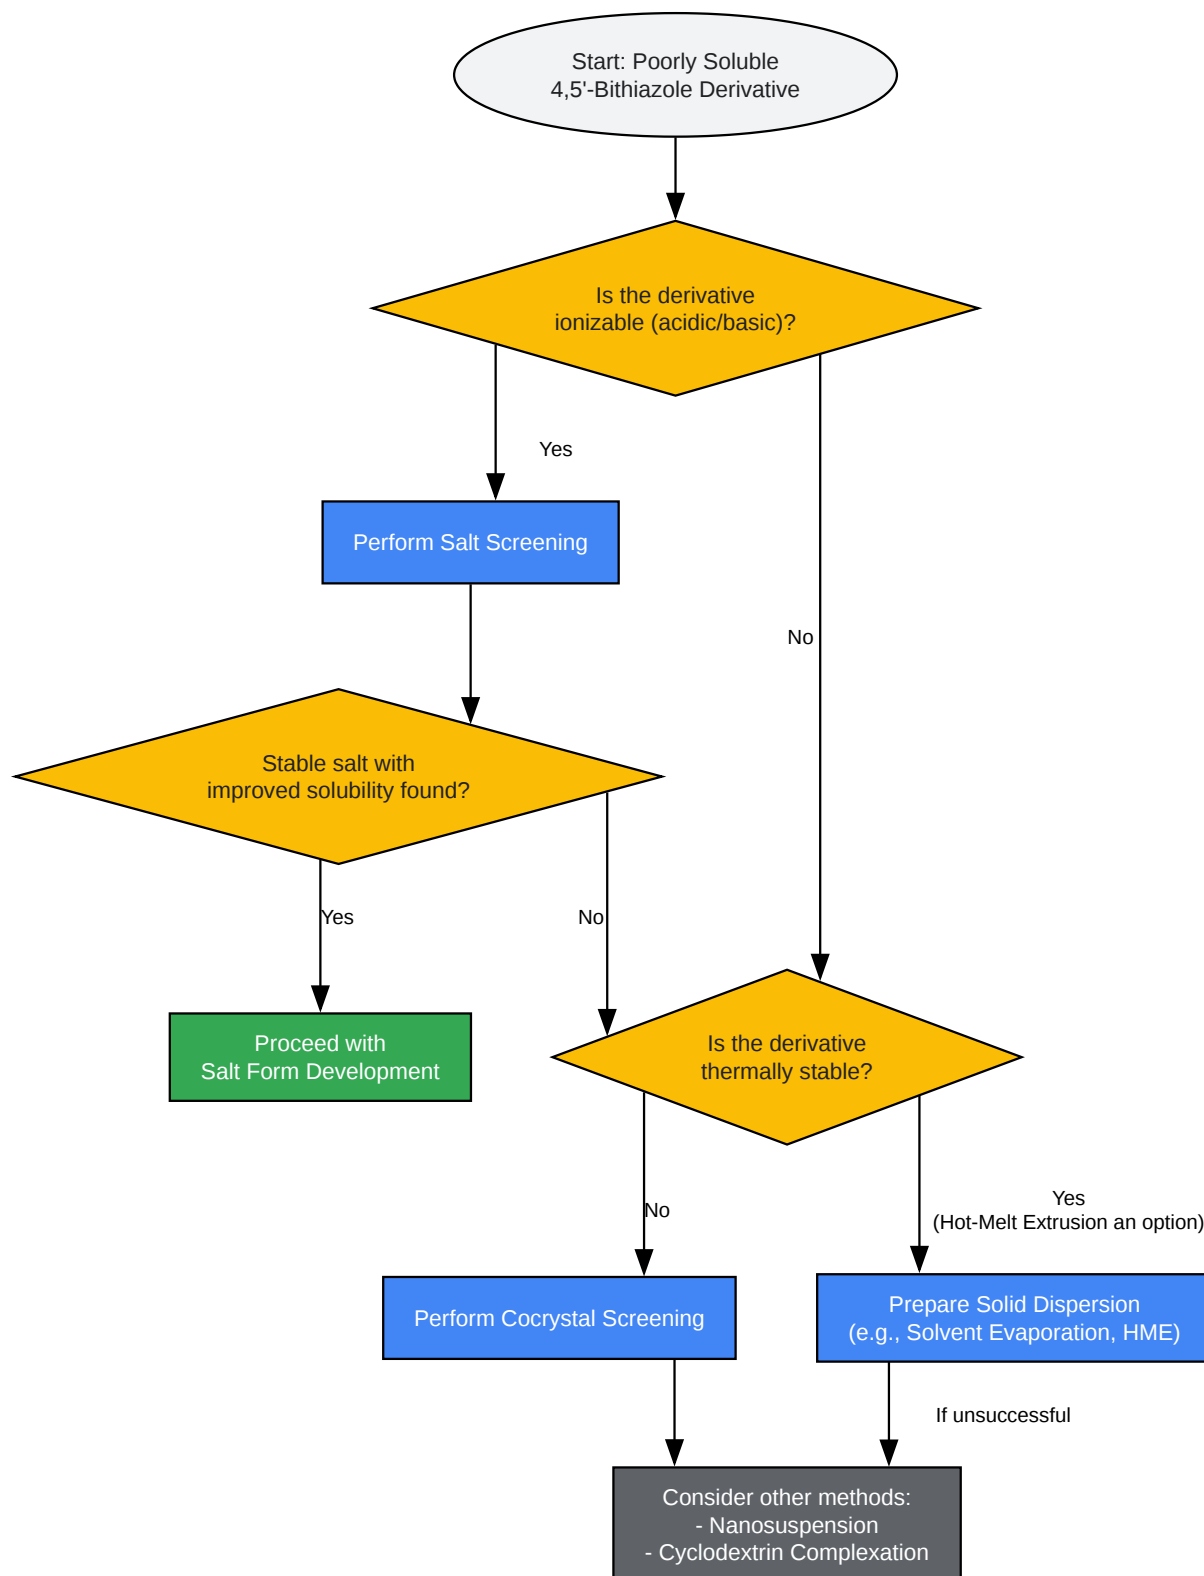 Start: Poorly Soluble
4,5'-Bithiazole Derivative
Is the derivative
ionizable (acidic/basic)?
Yes
Perform Salt Screening
No
Stable salt with
improved solubility found?
Yes
No
Proceed with
Salt Form Development
Is the derivative
thermally stable?
No
Yes
(Hot-Melt Extrusion an option)
Perform Cocrystal Screening
Prepare Solid Dispersion
(e.g., Solvent Evaporation, HME)
If unsuccessful
Consider other methods:
- Nanosuspension
- Cyclodextrin Complexation